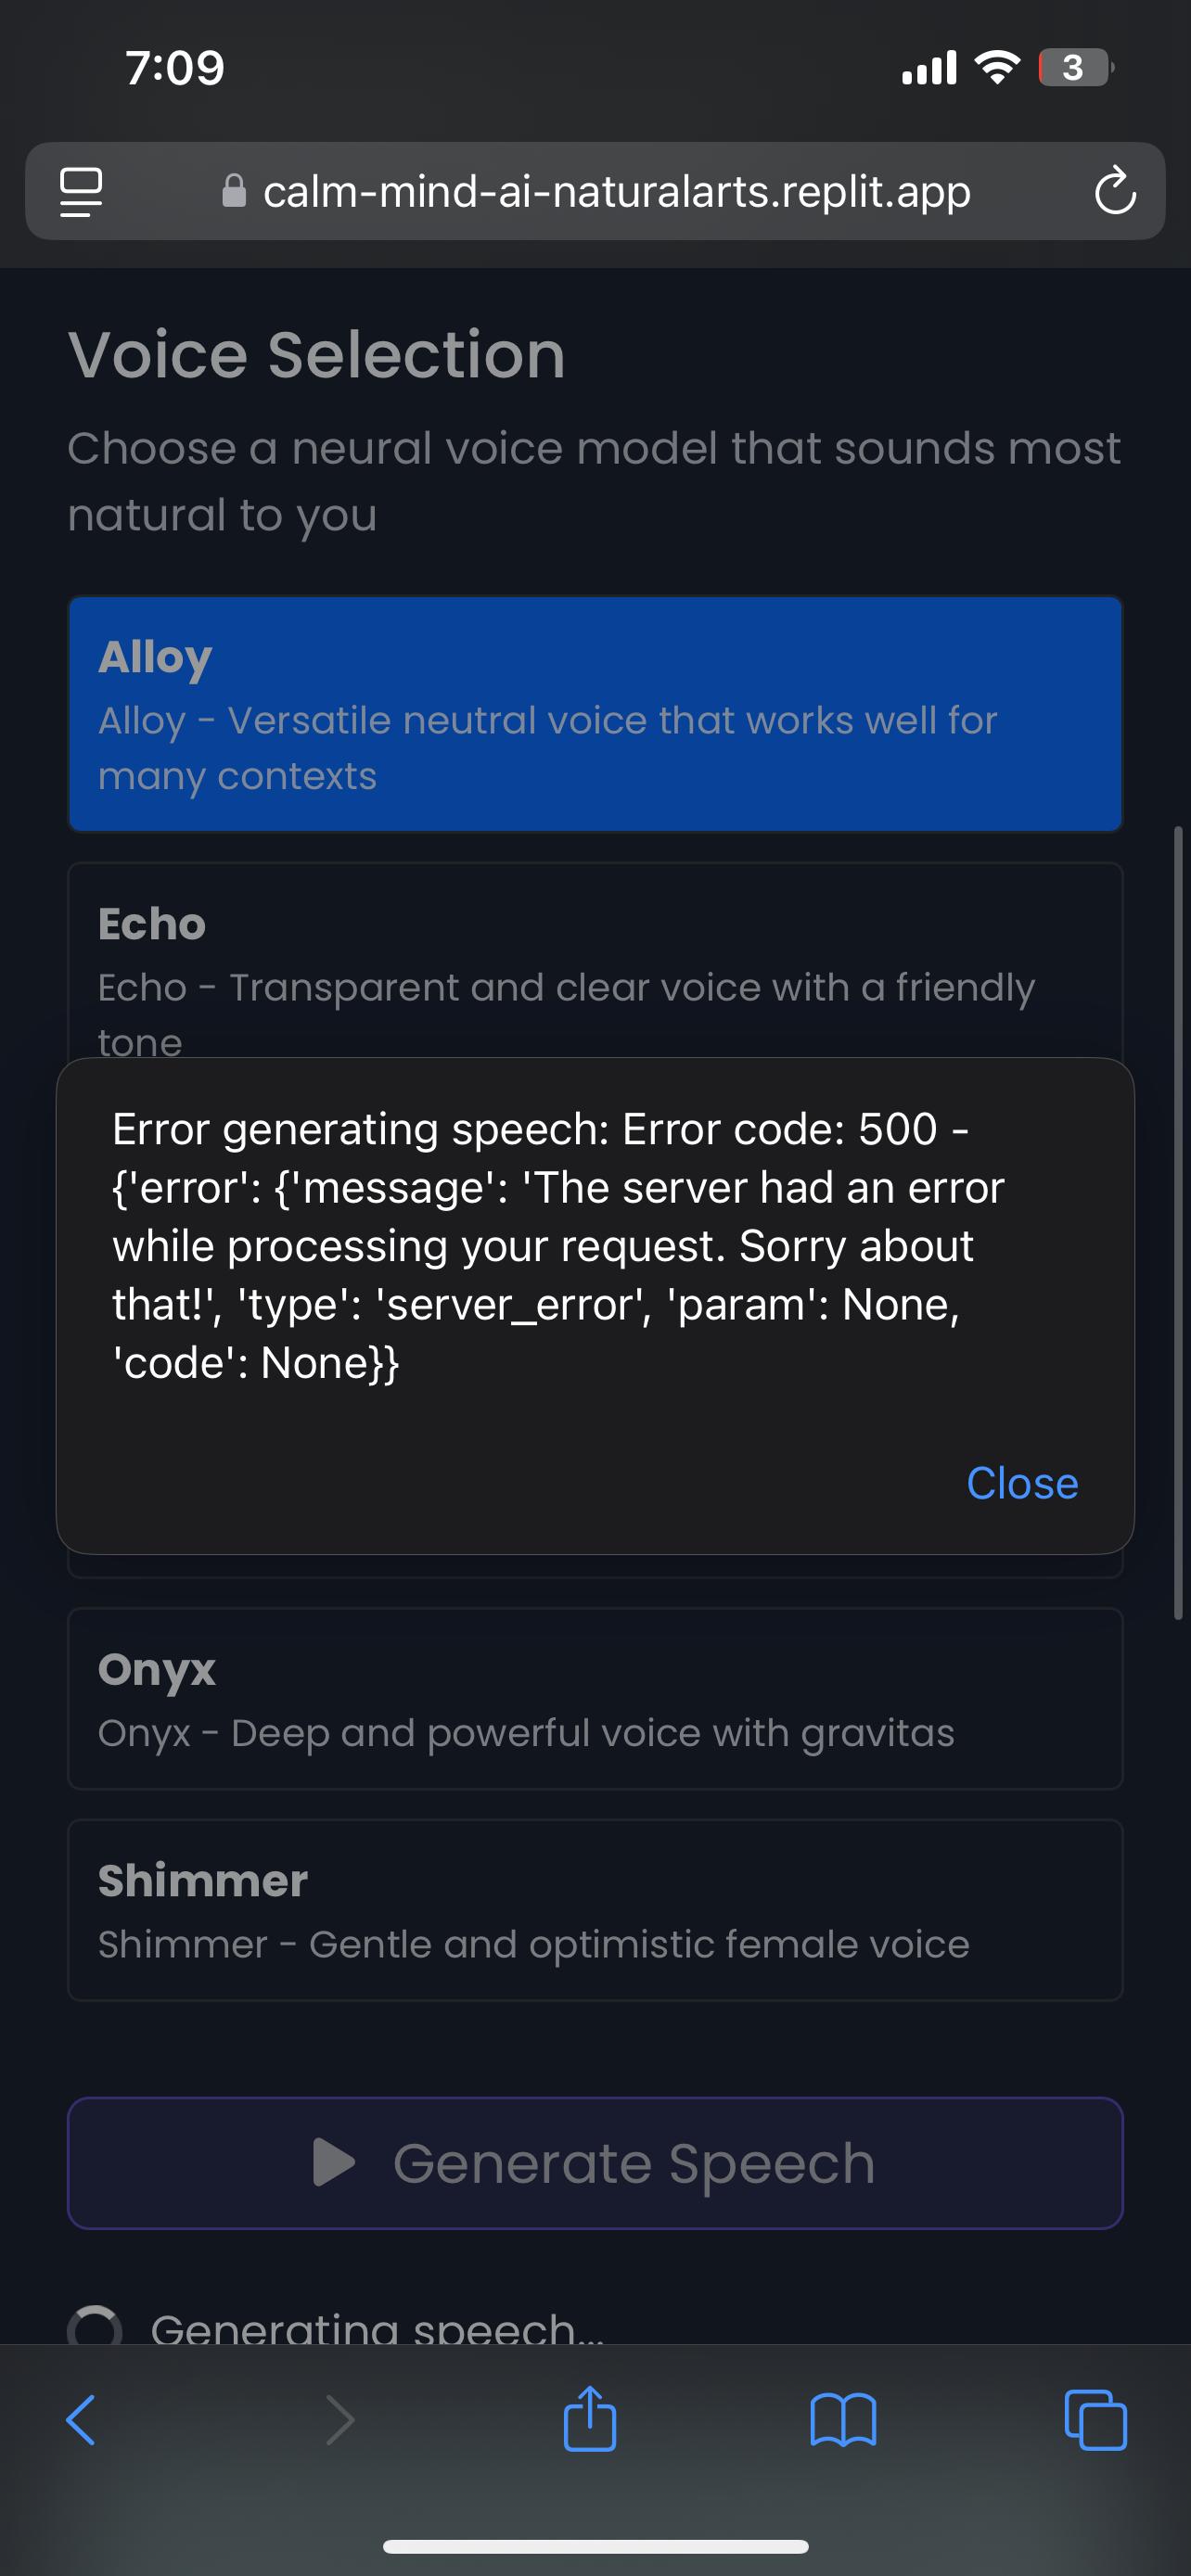 7:09
3
calm-mind-ai-naturalarts.replit.app
Voice Selection
Choose a neural voice model that sounds most
natural to you
Alloy
Alloy - Versatile neutral voice that works well for
many contexts
Echo
Echo - Transparent and clear voice with a friendly
tone
Error generating speech: Error code: 500 -
{'error': {'message': 'The server had an error
while processing your request. Sorry about
that!', 'type': 'server_error', 'param': None,
'code': None}}
Close
Onyx
Onyx - Deep and powerful voice with gravitas
Shimmer
Shimmer - Gentle and optimistic female voice
Generate Speech
Generating speech...